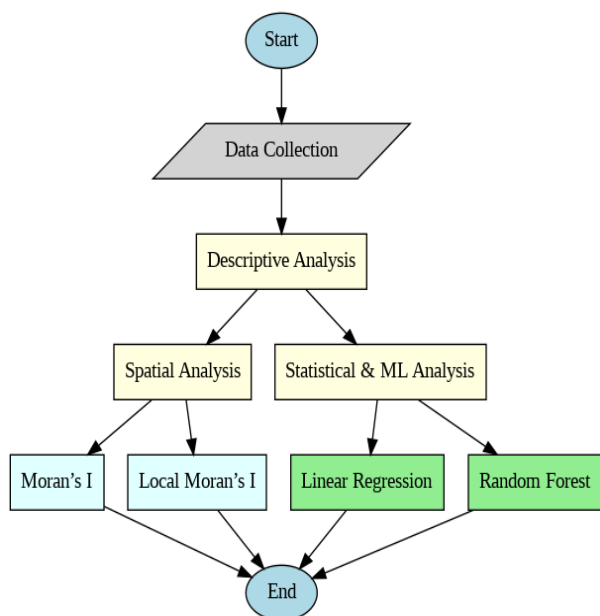 Start
Data Collection
Descriptive Analysis
Spatial Analysis
Statistical & ML Analysis
Moran’s I
Local Moran’s I
Linear Regression
Random Forest
End